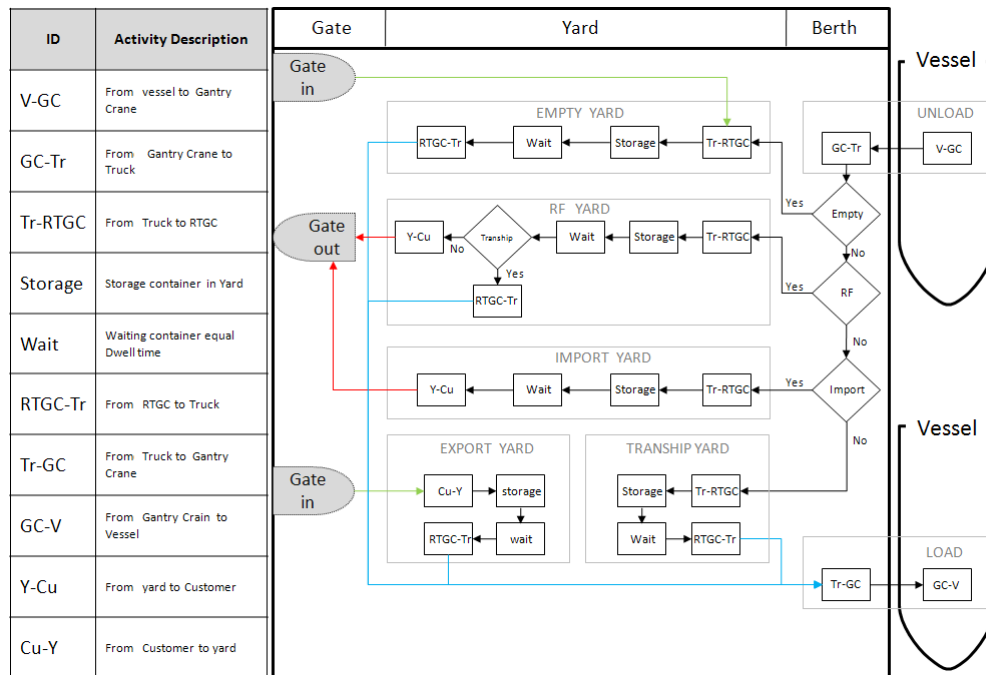 ID
Activity Description
V-GC
From vessel to Gantry
Crane
GC-Tr
From Gantry Crane to
Truck
Tr-RTGC
From Truck to RTGC
Storage
Storage container in Yard
Wait
Waiting container equal
Dwell time
RTGC-Tr
From RTGC to Truck
Tr-GC
From Truck to Gantry
Crane
GC-V
From Gantry Crain to
Vessel
Y-Cu
From yard to Customer
Cu-Y
From Customer to yard
Gate
Yard
Berth
Gate
in
Vessel
EMPTY YARD
RTGC-Tr
Wait
Storage
Tr-RTGC
UNLOAD
GC-Tr
V-GC
Yes
Empty
No
Gate
out
RF YARD
Y-Cu
No
Tranship
Yes
RTGC-Tr
Wait
Storage
Tr-RTGC
Yes
RF
No
IMPORT YARD
Y-Cu
Wait
Storage
Tr-RTGC
Yes
Import
No
Vessel
Gate
in
EXPORT YARD
Cu-Y
storage
RTGC-Tr
wait
TRANSHIP YARD
Storage
Tr-RTGC
Wait
RTGC-Tr
LOAD
Tr-GC
GC-V